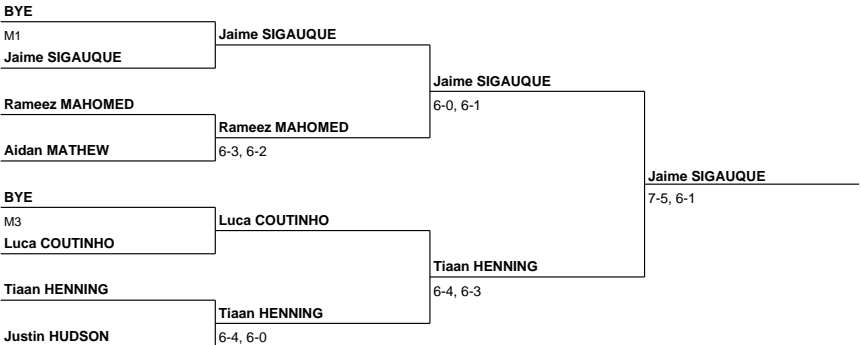 BYE
M1
Jaime SIGAUQUE
Jaime SIGAUQUE
Jaime SIGAUQUE
6-0, 6-1
Rameez MAHOMED
Rameez MAHOMED
Aidan MATHEW
6-3, 6-2
Jaime SIGAUQUE
7-5, 6-1
BYE
M3
Luca COUTINHO
Luca COUTINHO
Tiaan HENNING
6-4, 6-3
Tiaan HENNING
Tiaan HENNING
Justin HUDSON
6-4, 6-0